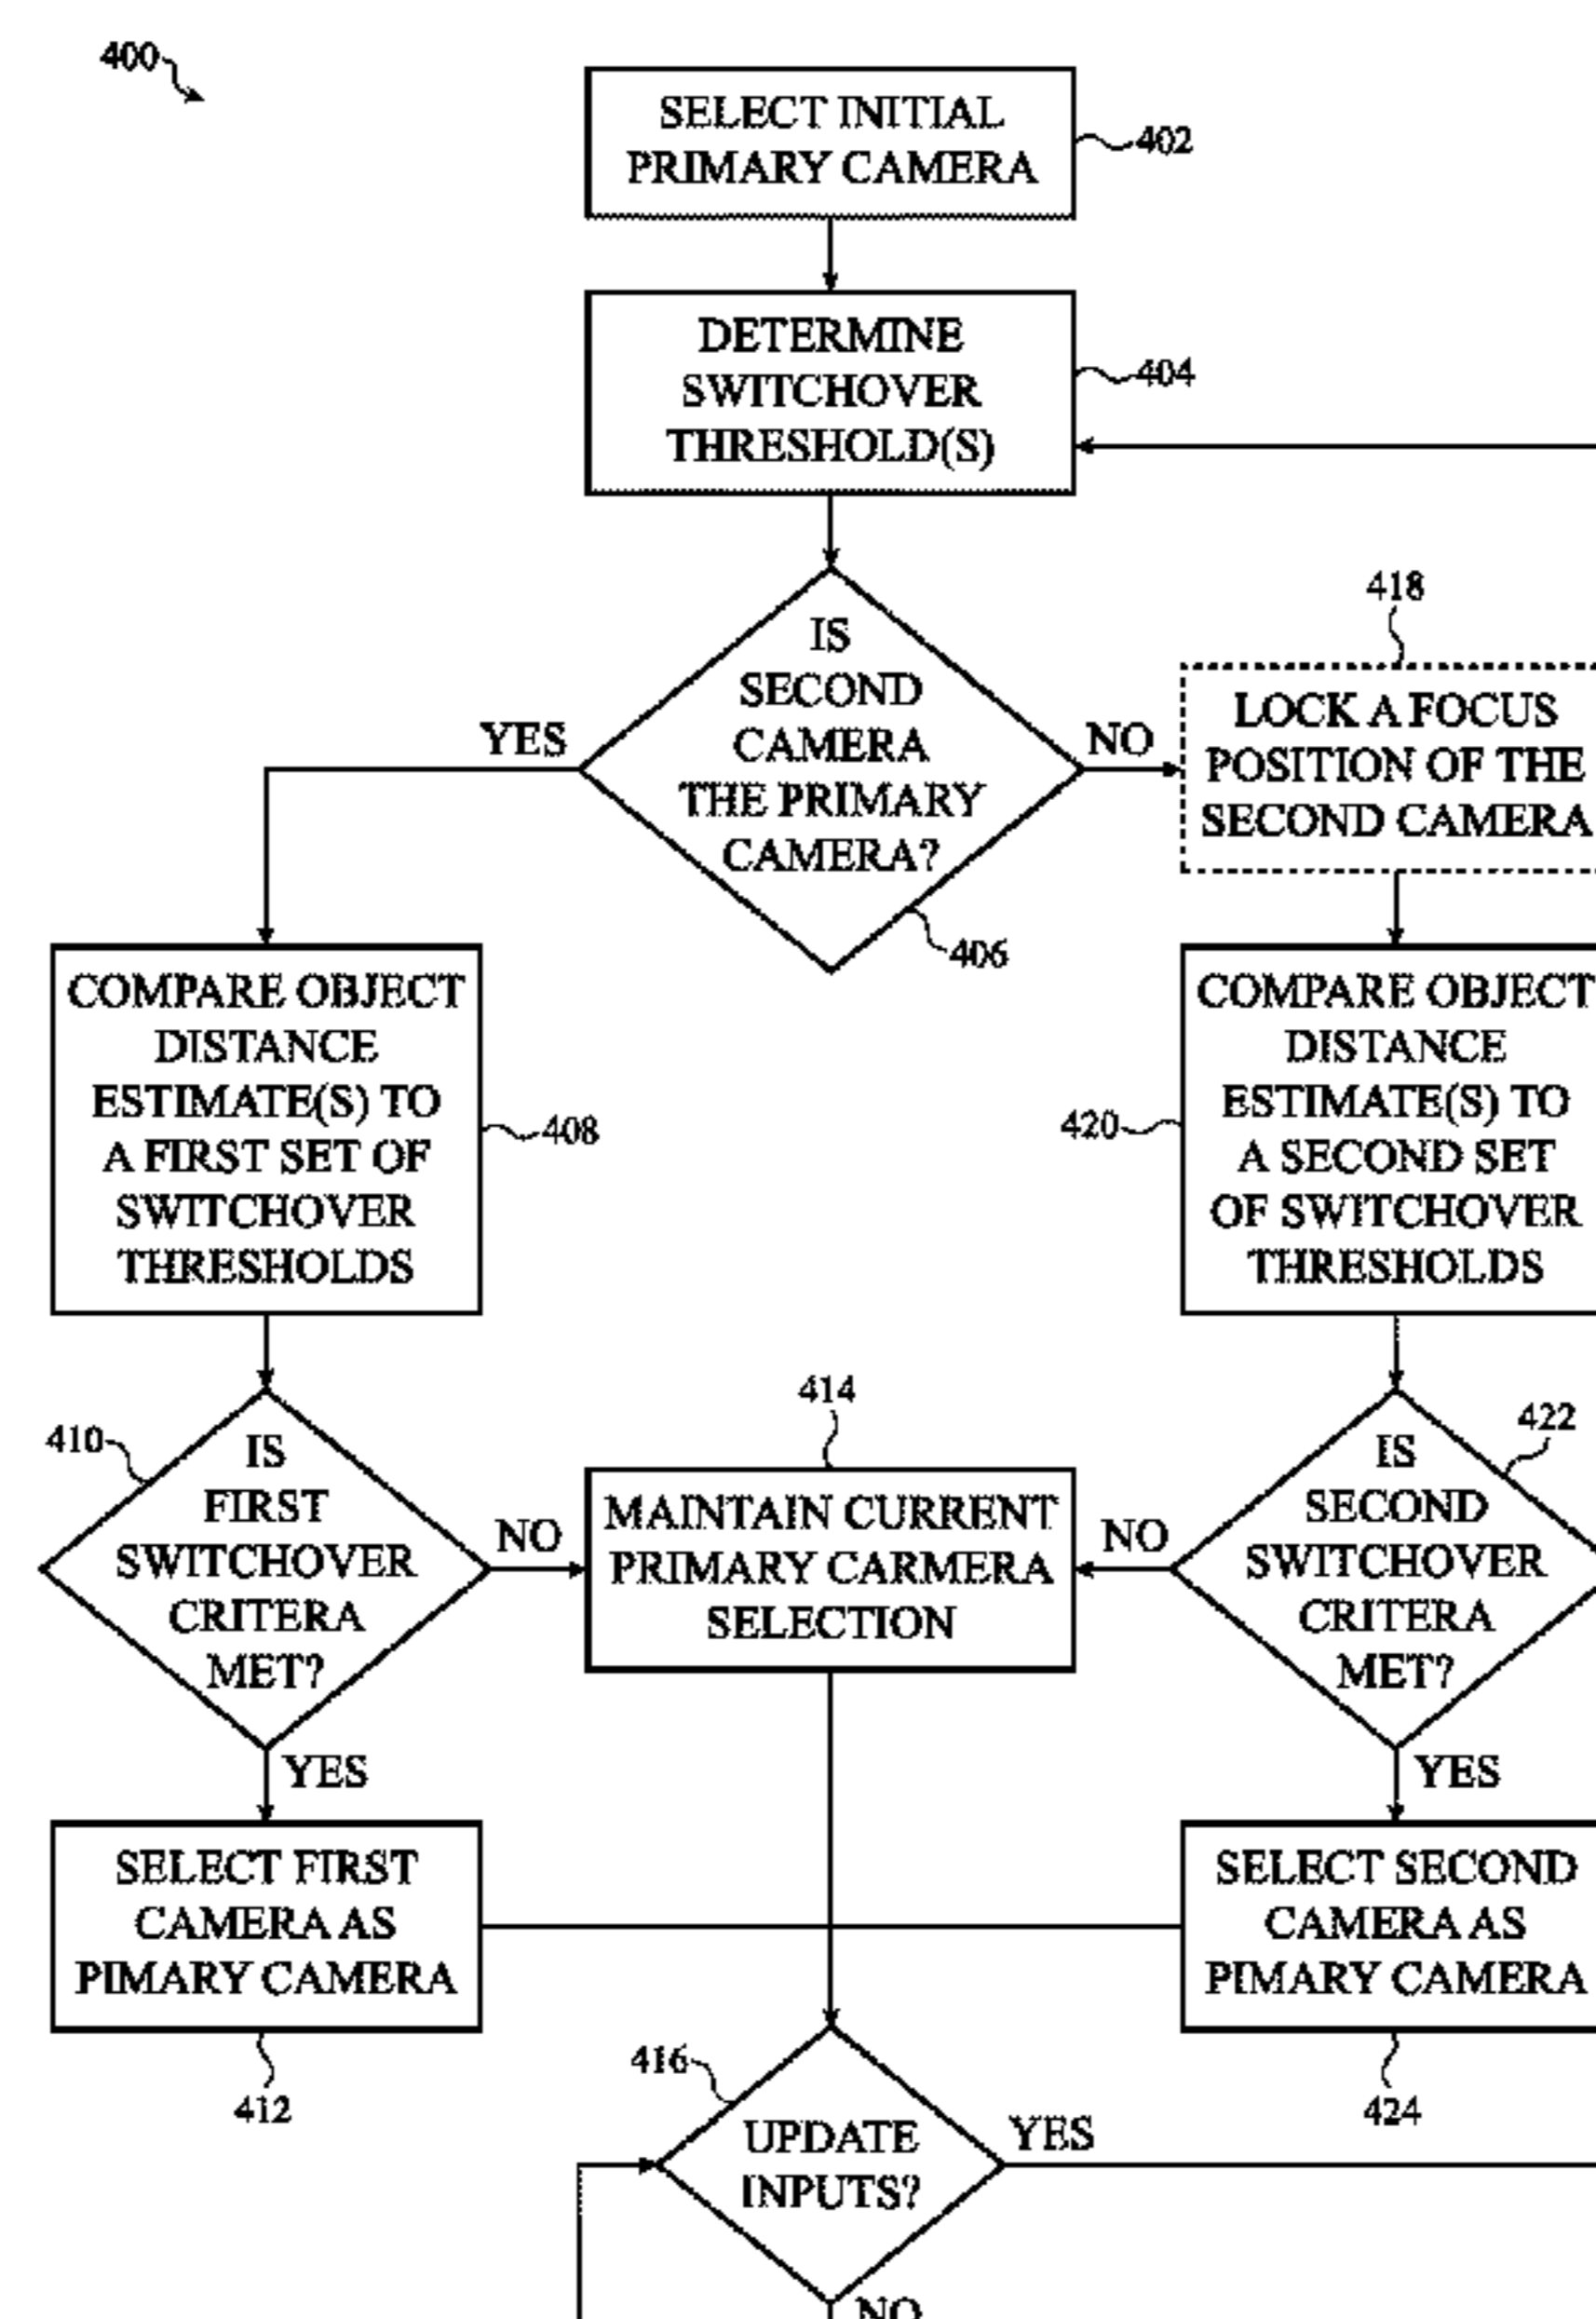 400
SELECT INITIAL
PRIMARY CAMERA
402
DETERMINE
SWITCHOVER
THRESHOLD(S)
404
IS
SECOND
CAMERA
THE PRIMARY
CAMERA?
406
YES
NO
418
LOCK A FOCUS
POSITION OF THE
SECOND CAMERA
COMPARE OBJECT
DISTANCE
ESTIMATE(S) TO
A FIRST SET OF
SWITCHOVER
THRESHOLDS
408
420
COMPARE OBJECT
DISTANCE
ESTIMATE(S) TO
A SECOND SET
OF SWITCHOVER
THRESHOLDS
410
IS
FIRST
SWITCHOVER
CRITERA
MET?
NO
YES
414
MAINTAIN CURRENT
PRIMARY CARMERA
SELECTION
422
IS
SECOND
SWITCHOVER
CRITERA
MET?
NO
YES
SELECT FIRST
CAMERA AS
PIMARY CAMERA
412
SELECT SECOND
CAMERA AS
PIMARY CAMERA
424
416
UPDATE
INPUTS?
YES
NO